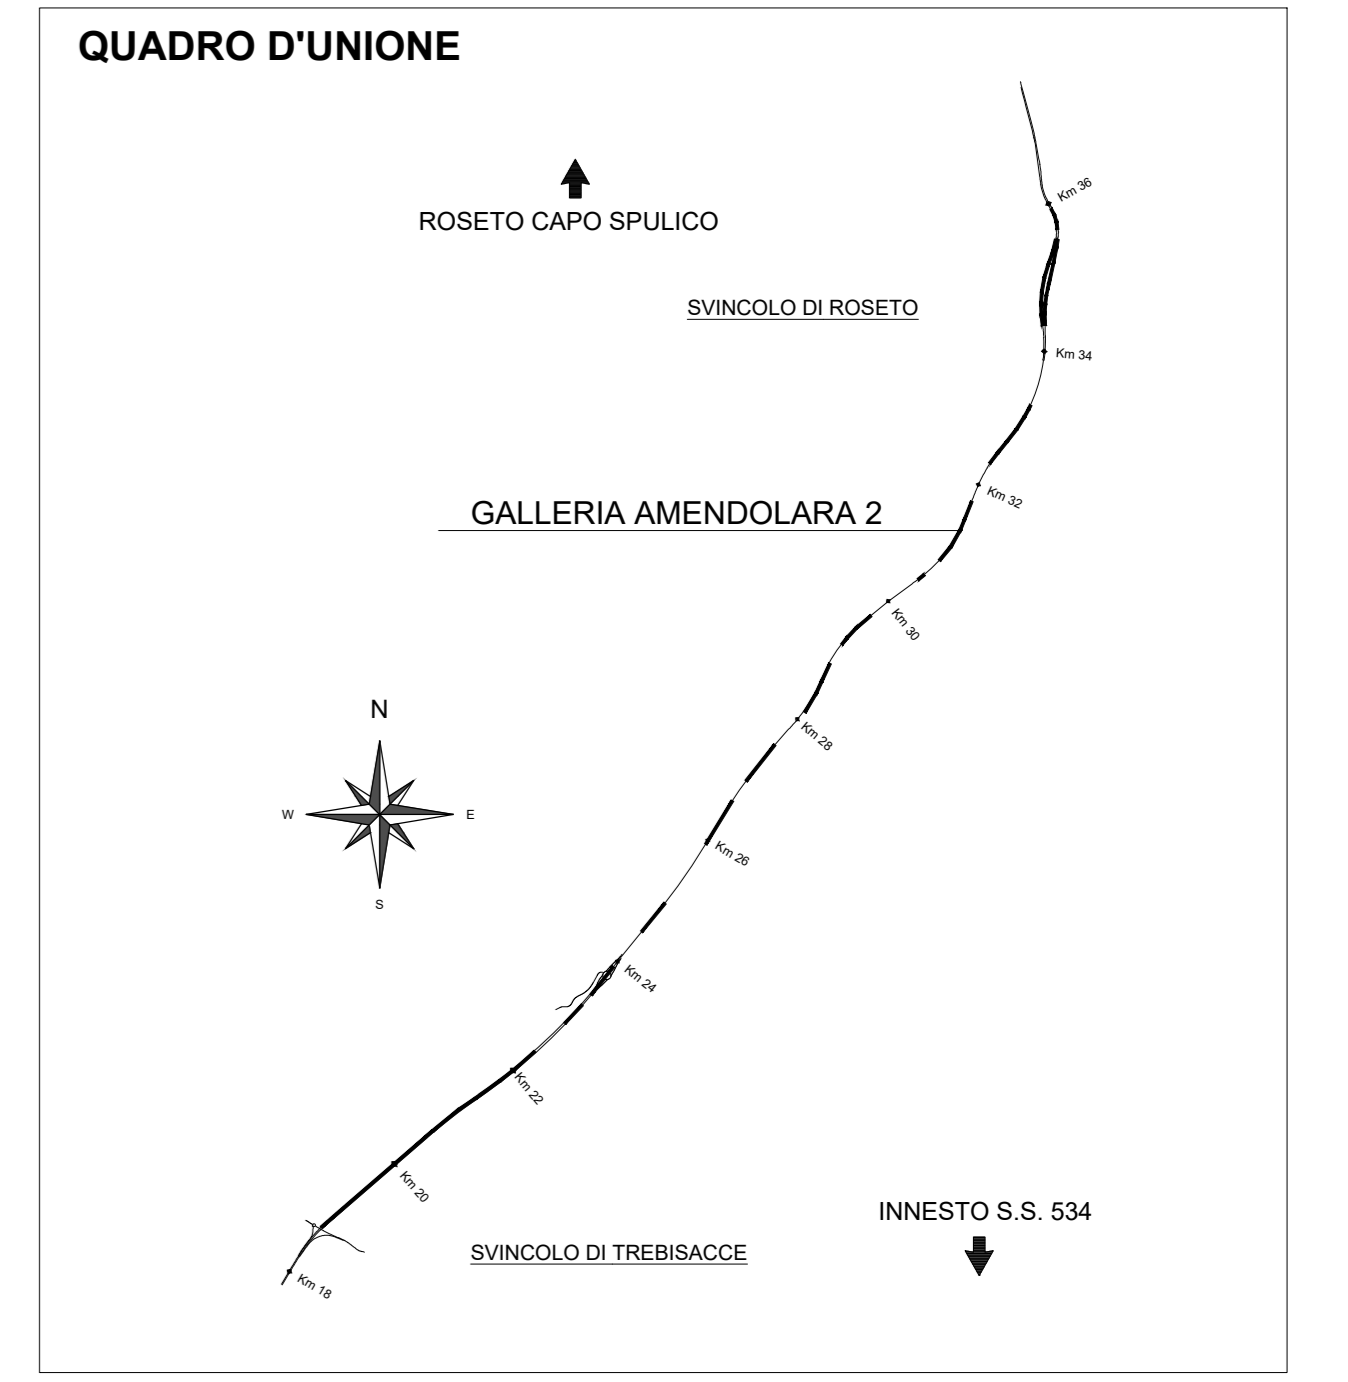 QUADRO D'UNIONE
Km 36
ROSETO CAPO SPULICO
SVINCOLO DI ROSETO
Km 34
Km 32
GALLERIA AMENDOLARA 2
Km 30
N
Km 28
W
E
Km 26
S
Km 24
Km 22
Km 20
INNESTO S.S. 534
SVINCOLO DI TREBISACCE
Km 18